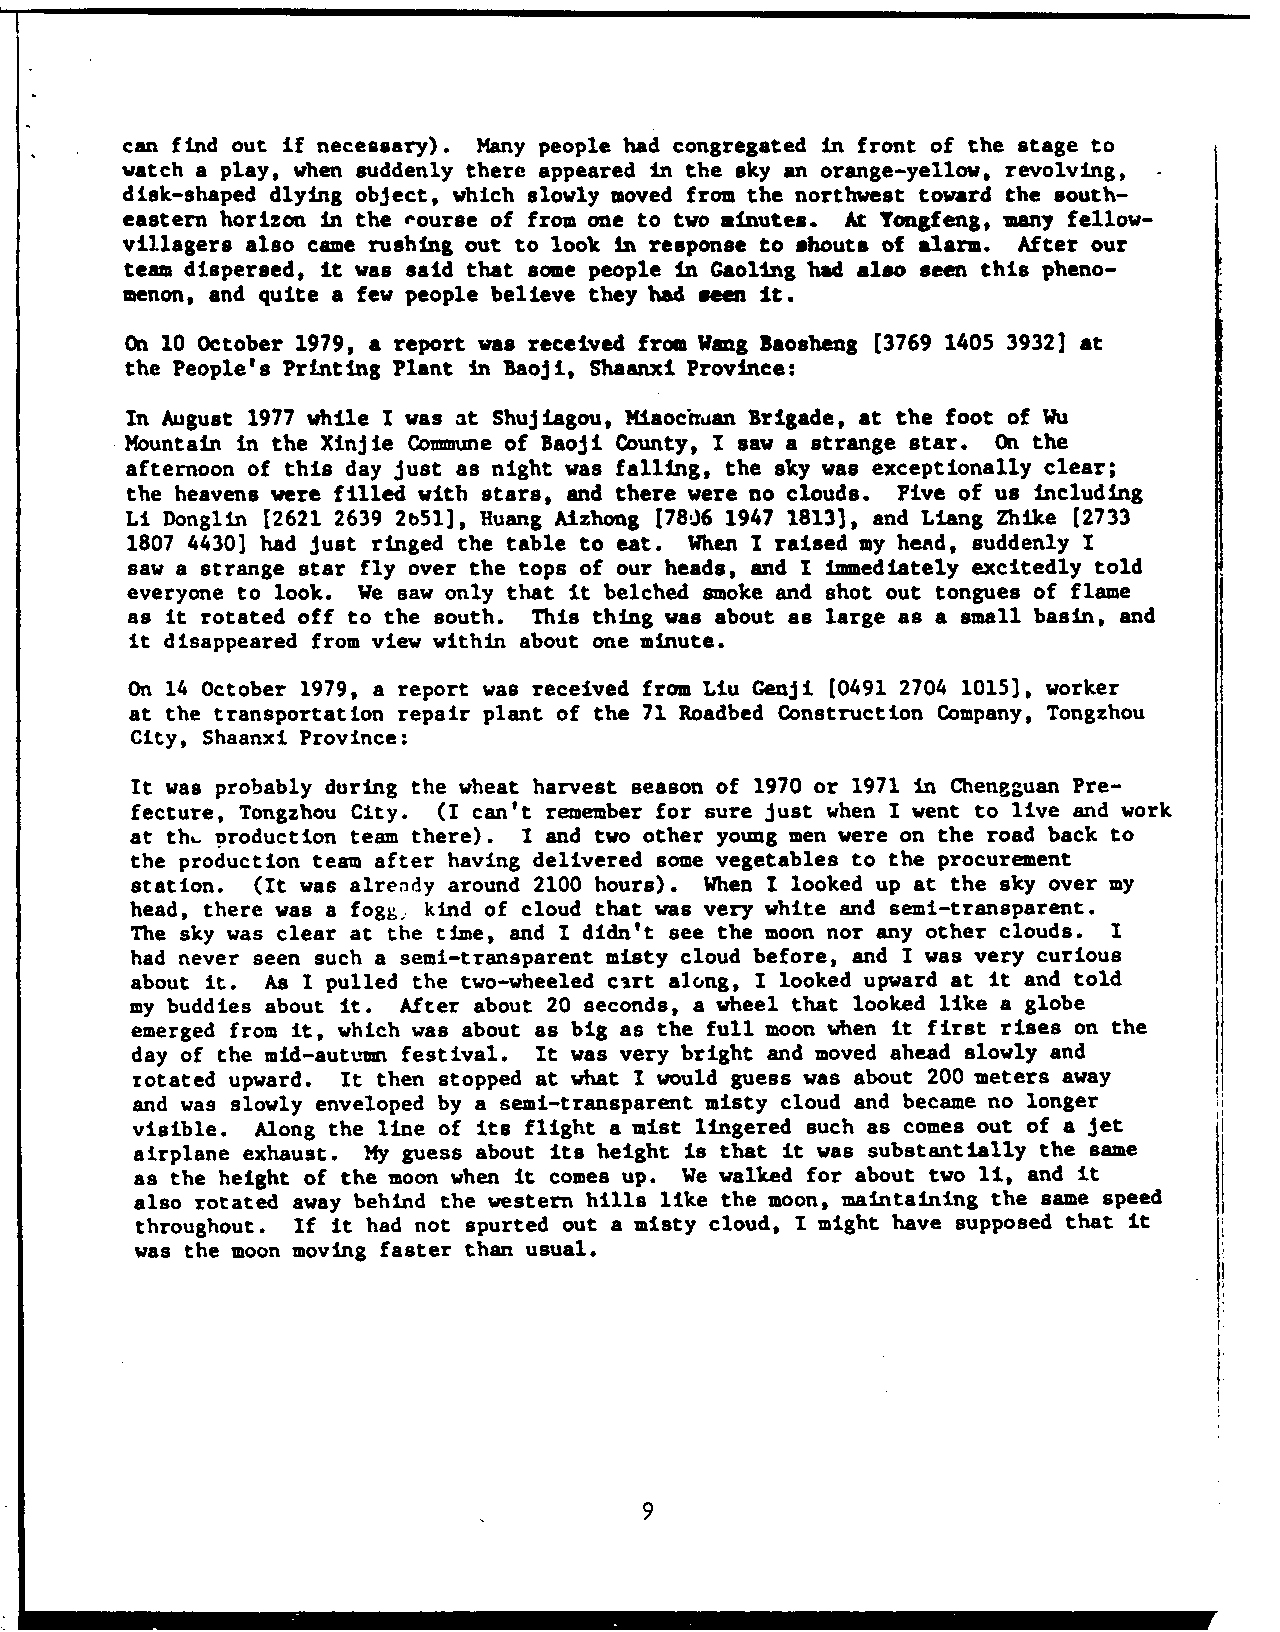 can find out if necessary). Many people had congregated in front of the stage to
watch a play, when suddenly there appeared in the sky an orange-yellow, revolving,
disk-shaped dlying object, which slowly moved from the northwest toward the south-
eastern horizon in the course of from one to two minutes. At Yongfeng, many fellow-
villagers also came rushing out to look in response to shouts of alarm. After our
team dispersed, it was said that some people in Gaoling had also seen this pheno-
menon, and quite a few people believe they had seen it.
On 10 October 1979, a report was received from Wang Baosheng [3769 1405 3932] at
the People's Printing Plant in Baoji, Shaanxi Province:
In August 1977 while I was at Shujiagou, Miaochuan Brigade, at the foot of Wu
Mountain in the Xinjie Commune of Baoji County, I saw a strange star. On the
afternoon of this day just as night was falling, the sky was exceptionally clear;
the heavens were filled with stars, and there were no clouds. Five of us including
Li Donglin [2621 2639 2651], Huang Aizhong [7806 1947 1813], and Liang Zhike [2733
1807 4430] had just ringed the table to eat. When I raised my head, suddenly I
saw a strange star fly over the tops of our heads, and I immediately excitedly told
everyone to look. We saw only that it belched smoke and shot out tongues of flame
as it rotated off to the south. This thing was about as large as a small basin, and
it disappeared from view within about one minute.
On 14 October 1979, a report was received from Liu Genji [0491 2704 1015], worker
at the transportation repair plant of the 71 Roadbed Construction Company, Tongzhou
City, Shaanxi Province:
It was probably during the wheat harvest season of 1970 or 1971 in Chengguan Pre-
fecture, Tongzhou City. (I can't remember for sure just when I went to live and work
at the production team there). I and two other young men were on the road back to
the production team after having delivered some vegetables to the procurement
station. (It was already around 2100 hours). When I looked up at the sky over my
head, there was a foggy kind of cloud that was very white and semi-transparent.
The sky was clear at the time, and I didn't see the moon nor any other clouds. I
had never seen such a semi-transparent misty cloud before, and I was very curious
about it. As I pulled the two-wheeled cart along, I looked upward at it and told
my buddies about it. After about 20 seconds, a wheel that looked like a globe
emerged from it, which was about as big as the full moon when it first rises on the
day of the mid-autumn festival. It was very bright and moved ahead slowly and
rotated upward. It then stopped at what I would guess was about 200 meters away
and was slowly enveloped by a semi-transparent misty cloud and became no longer
visible. Along the line of its flight a mist lingered such as comes out of a jet
airplane exhaust. My guess about its height is that it was substantially the same
as the height of the moon when it comes up. We walked for about two li, and it
also rotated away behind the western hills like the moon, maintaining the same speed
throughout. If it had not spurted out a misty cloud, I might have supposed that it
was the moon moving faster than usual.
9